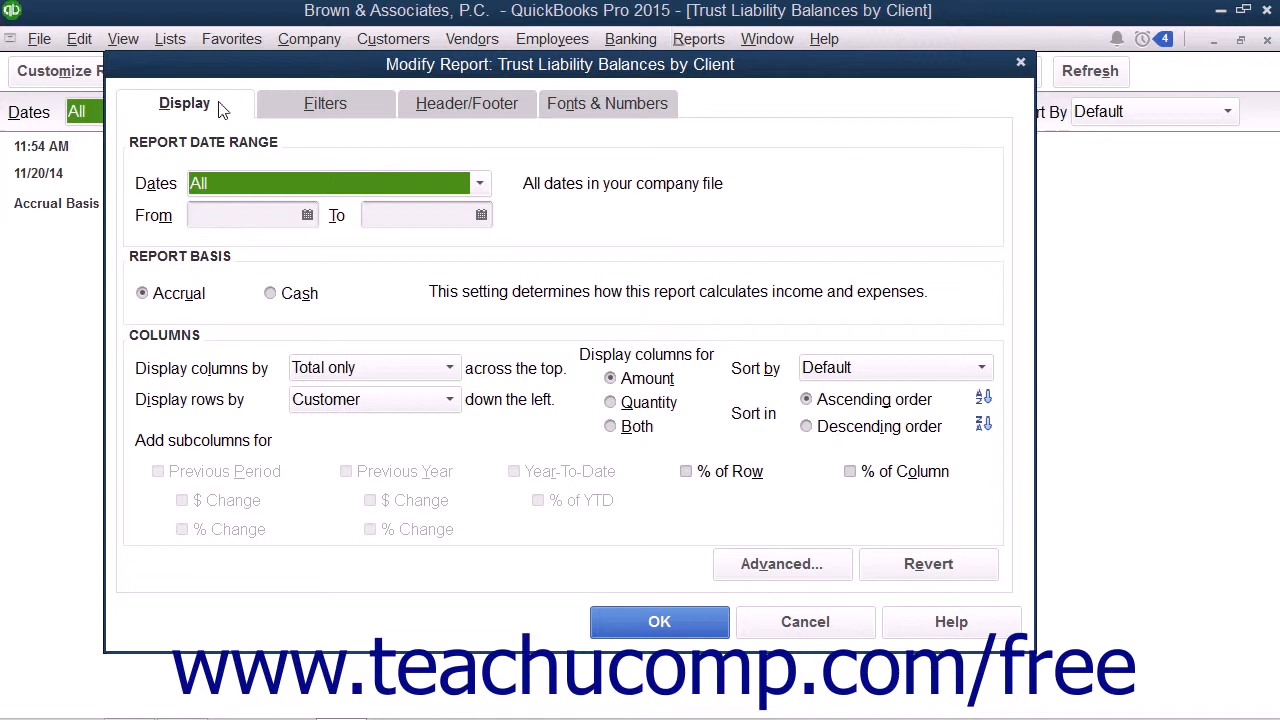 Brown & Associates, P.C. - QuickBooks Pro 2015 - [Trust Liability Balances by Client]
File Edit View Lists Favorites Company Customers Vendors Employees Banking Reports Window Help 4
Customize R Refresh
Modify Report: Trust Liability Balances by Client
Dates All rt By Default
Display Filters Header/Footer Fonts & Numbers
11:54 AM
11/20/14
Accrual Basis
REPORT DATE RANGE
Dates All All dates in your company file
From To
REPORT BASIS
Accrual Cash This setting determines how this report calculates income and expenses.
COLUMNS
Display columns by Total only across the top.
Display rows by Customer down the left.
Display columns for
Amount
Quantity
Both
Sort by Default
Sort in Ascending order
Descending order
Add subcolumns for
Previous Period Previous Year Year-To-Date % of Row % of Column
$ Change $ Change % of YTD
% Change % Change
Advanced... Revert
OK Cancel Help
www.teachucomp.com/free